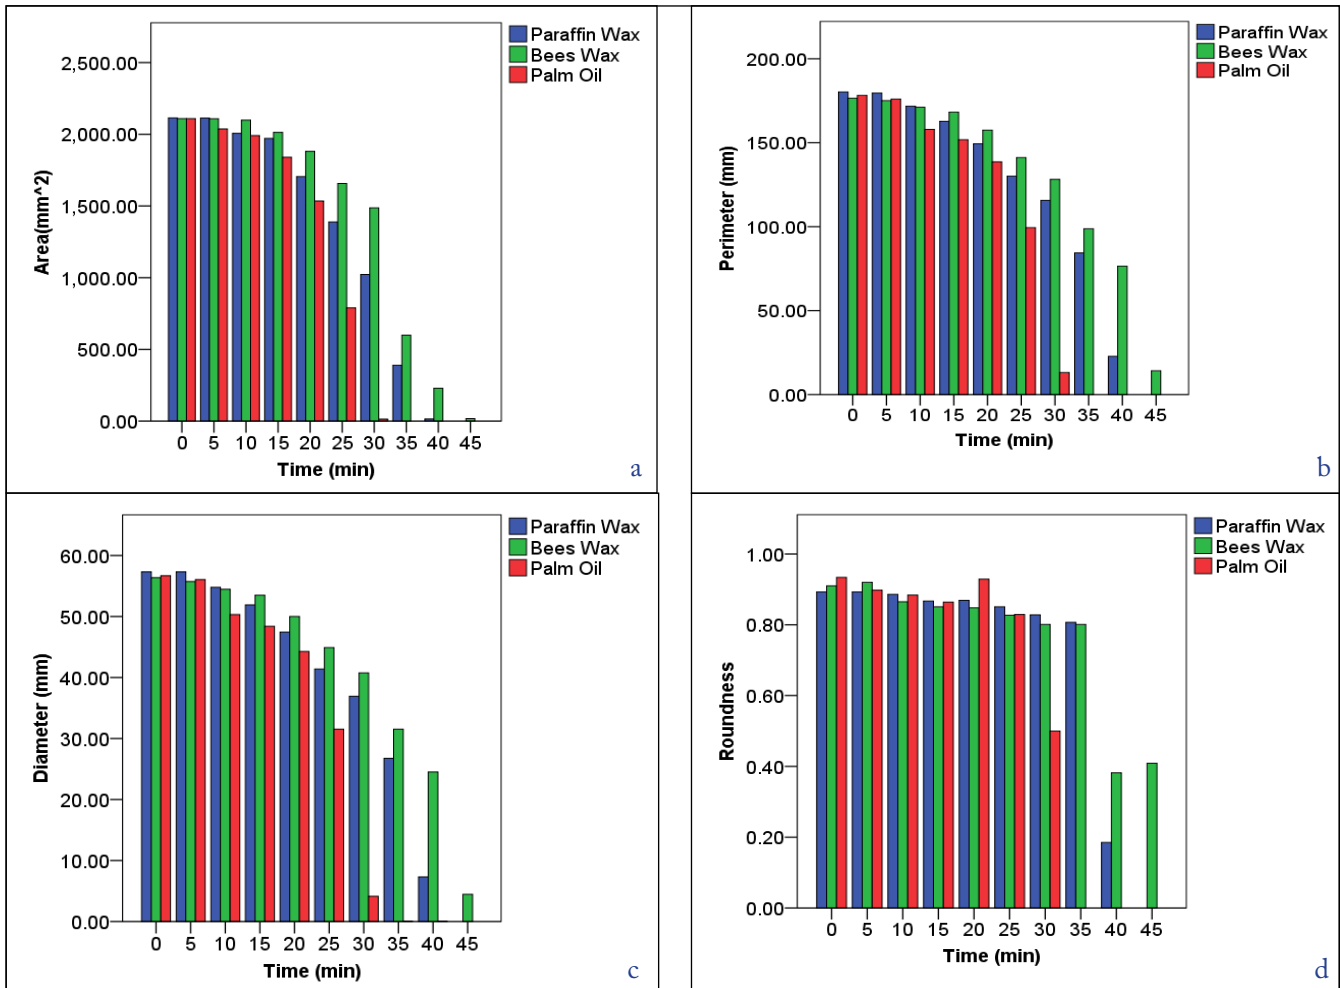 Paraffin Wax
Bees Wax
Palm Oil
2,500.00
2,000.00
1,500.00
1,000.00
500.00
0.00
Area(mm^2)
0 5 10 15 20 25 30 35 40 45
Time (min)
a
Paraffin Wax
Bees Wax
Palm Oil
200.00
150.00
100.00
50.00
0.00
Perimeter (mm)
0 5 10 15 20 25 30 35 40 45
Time (min)
b
Paraffin Wax
Bees Wax
Palm Oil
60.00
50.00
40.00
30.00
20.00
10.00
0.00
Diameter (mm)
0 5 10 15 20 25 30 35 40 45
Time (min)
c
Paraffin Wax
Bees Wax
Palm Oil
1.00
0.80
0.60
0.40
0.20
0.00
Roundness
0 5 10 15 20 25 30 35 40 45
Time (min)
d